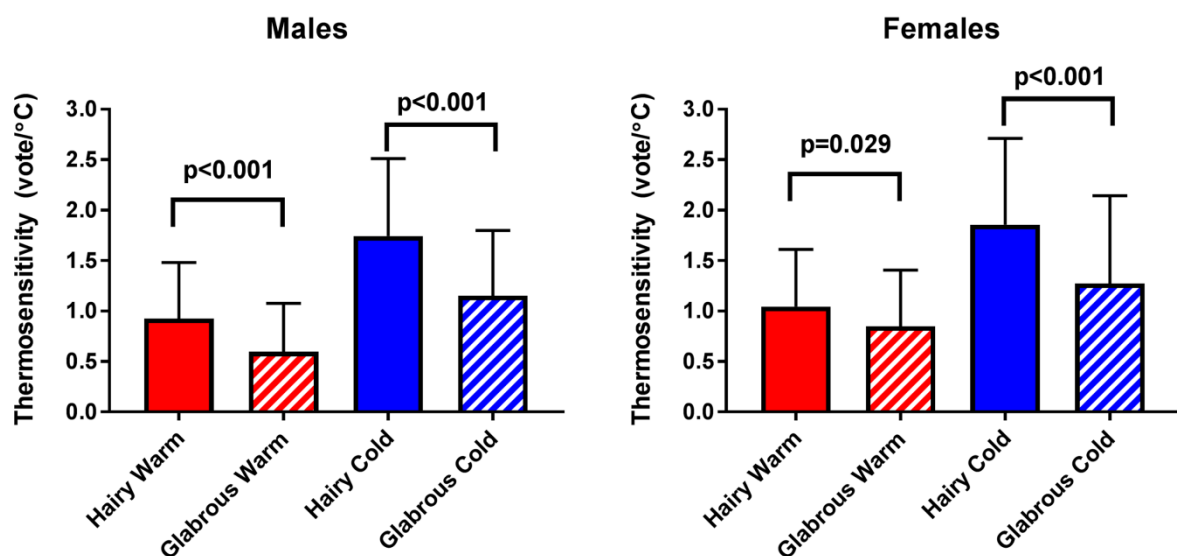 Males
Thermosensitivity (vote/°C)
3.0
2.5
2.0
1.5
1.0
0.5
0.0
p<0.001
p<0.001
Hairy Warm
Glabrous Warm
Hairy Cold
Glabrous Cold
Females
Thermosensitivity (vote/°C)
3.0
2.5
2.0
1.5
1.0
0.5
0.0
p=0.029
p<0.001
Hairy Warm
Glabrous Warm
Hairy Cold
Glabrous Cold